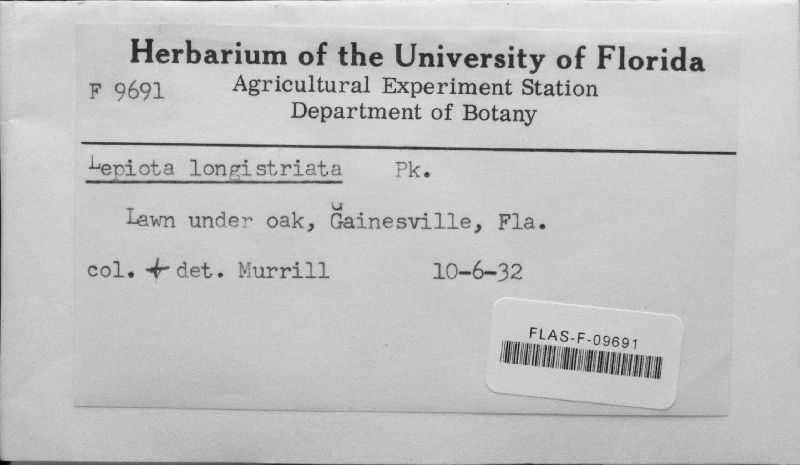 Herbarium of the University of Florida
F 9691 Agricultural Experiment Station
Department of Botany
Lepiota longistriata Pk.
Lawn under oak, Gainesville, Fla.
col. + det. Murrill 10-6-32
FLAS-F-09691